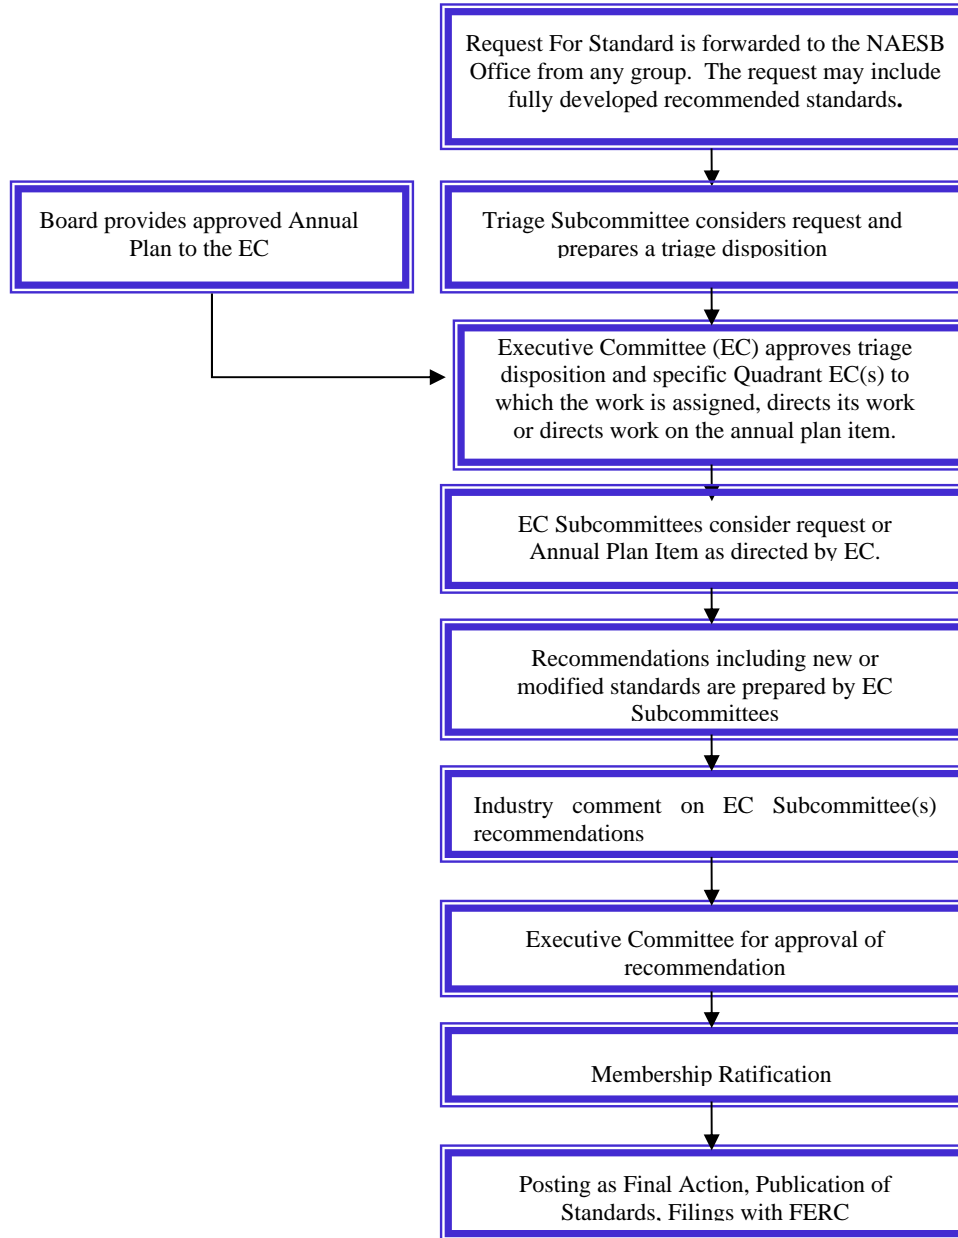 Request For Standard is forwarded to the NAESB
Office from any group. The request may include
fully developed recommended standards.
Board provides approved Annual
Plan to the EC
Triage Subcommittee considers request and
prepares a triage disposition
Executive Committee (EC) approves triage
disposition and specific Quadrant EC(s) to
which the work is assigned, directs its work
or directs work on the annual plan item.
EC Subcommittees consider request or
Annual Plan Item as directed by EC.
Recommendations including new or
modified standards are prepared by EC
Subcommittees
Industry comment on EC Subcommittee(s)
recommendations
Executive Committee for approval of
recommendation
Membership Ratification
Posting as Final Action, Publication of
Standards, Filings with FERC